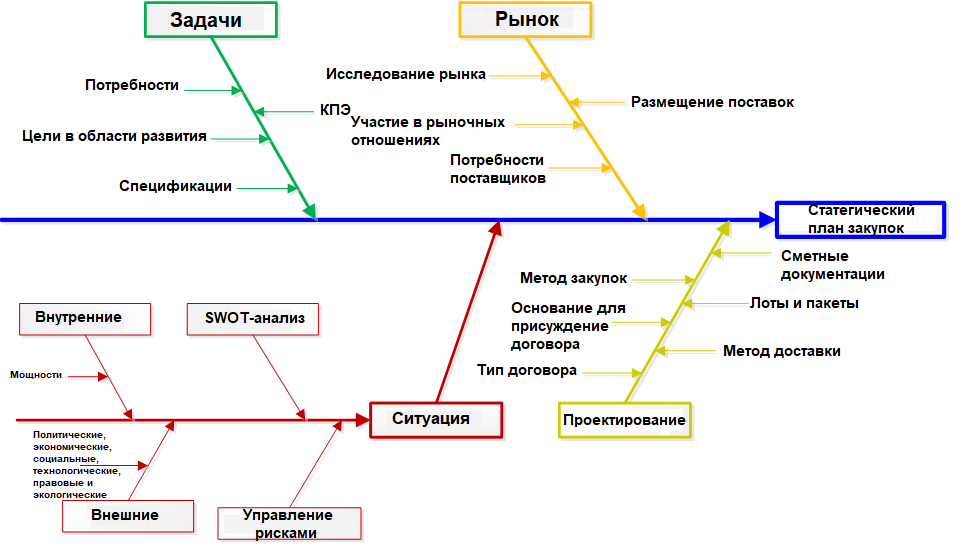 Задачи
Рынок
Потребности
КПЭ
Цели в области развития
Спецификации
Исследование рынка
Размещение поставок
Участие в рыночных
отношениях
Потребности
поставщиков
Статегический
план закупок
Сметные
документации
Метод закупок
Лоты и пакеты
Основание для
присуждение
договора
Метод доставки
Тип договора
Проектирование
Внутренние
SWOT-анализ
Мощности
Ситуация
Политические,
экономические,
социальные,
технологические,
правовые и
экологические
Внешние
Управление
рисками